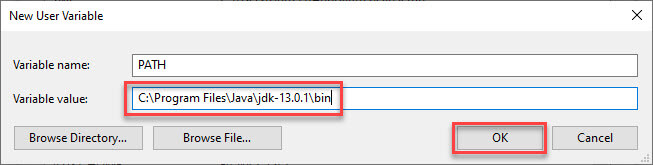 New User Variable
Variable name:
PATH
Variable value:
C:\Program Files\Java\jdk-13.0.1\bin
Browse Directory...
Browse File...
OK
Cancel